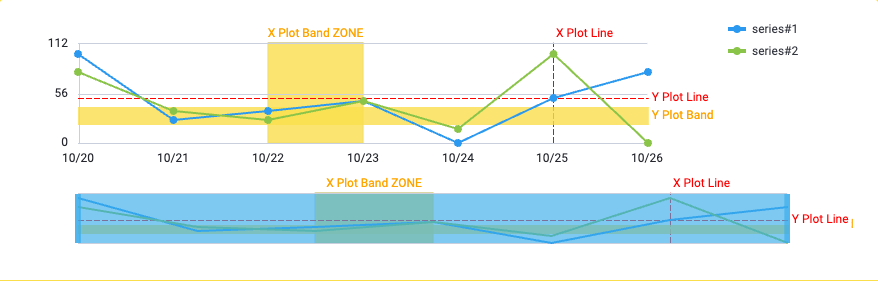 X Plot Band ZONE
X Plot Line
series#1
series#2
112
56
0
Y Plot Line
Y Plot Band
10/20
10/21
10/22
10/23
10/24
10/25
10/26
X Plot Band ZONE
X Plot Line
Y Plot Line